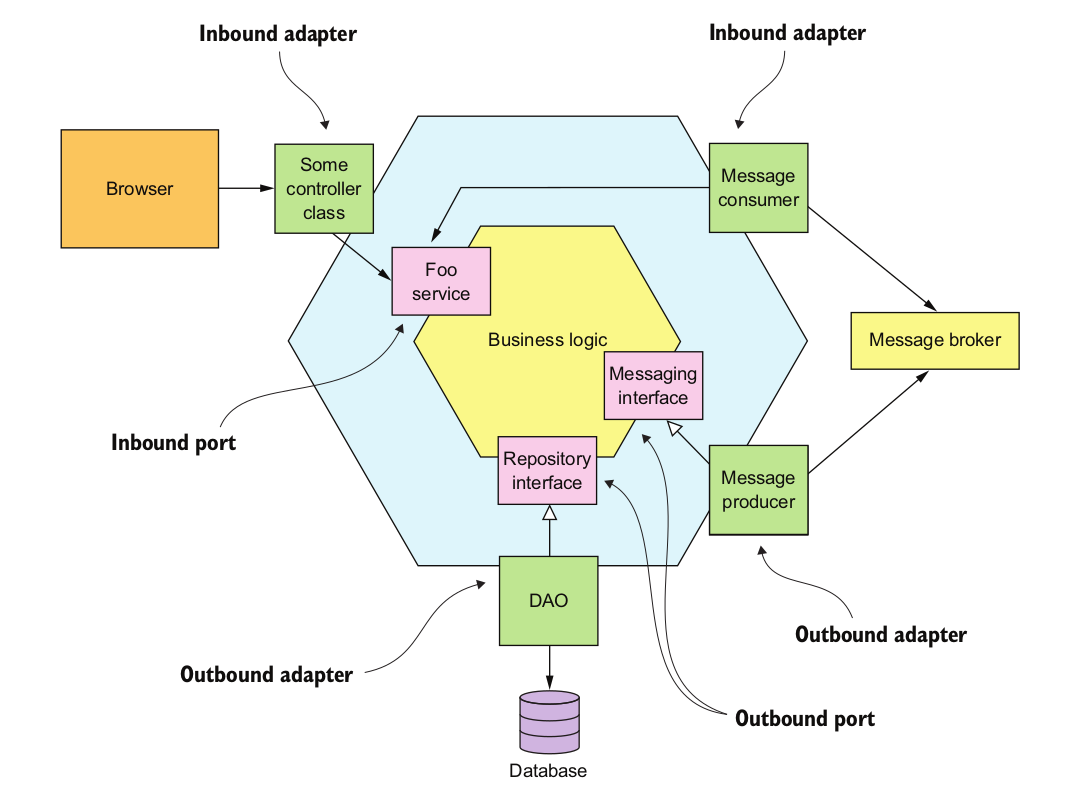 Inbound adapter
Inbound adapter
Browser
Some
controller
class
Message
consumer
Foo
service
Business logic
Message broker
Messaging
interface
Inbound port
Repository
interface
Message
producer
DAO
Outbound adapter
Outbound adapter
Outbound port
Database